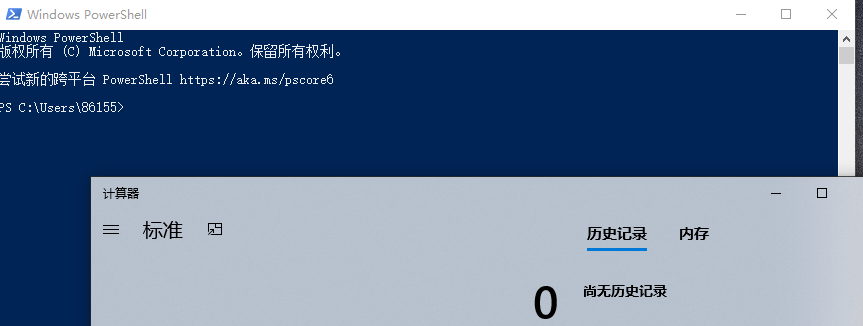 Windows PowerShell
Windows PowerShell
版权所有 (C) Microsoft Corporation。保留所有权利。
尝试新的跨平台 PowerShell https://aka.ms/pscore6
PS C:\Users\86155>
计算器
标准
历史记录 内存
0
尚无历史记录